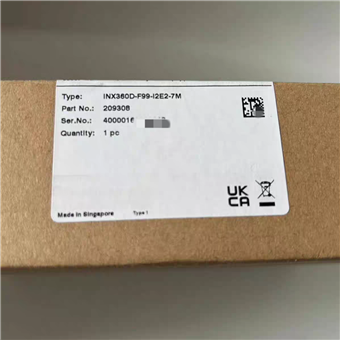 Type: INX360D-F99-I2E2-7M
Part No.: 209308
Ser.No.: 4000016
Quantity: 1 pc
UK
CA
Made in Singapore Type 1